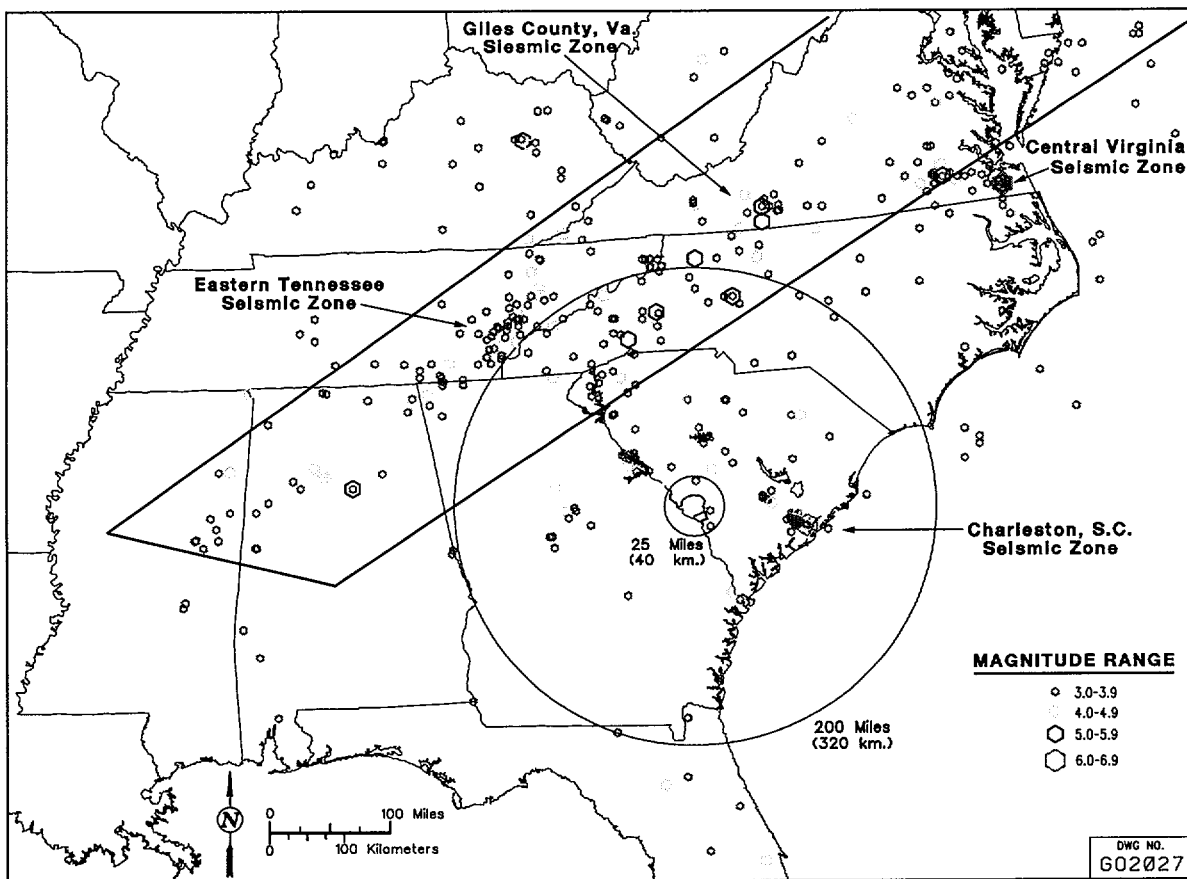 Giles County, Va.
Siesmic Zone
Central Virginia
Seismic Zone
Eastern Tennessee
Seismic Zone
25 Miles
(40 km.)
Charleston, S.C.
Seismic Zone
MAGNITUDE RANGE
3.0-3.9
4.0-4.9
5.0-5.9
6.0-6.9
200 Miles
(320 km.)
N
0 100 Miles
0 100 Kilometers
DWG NO.
G02027